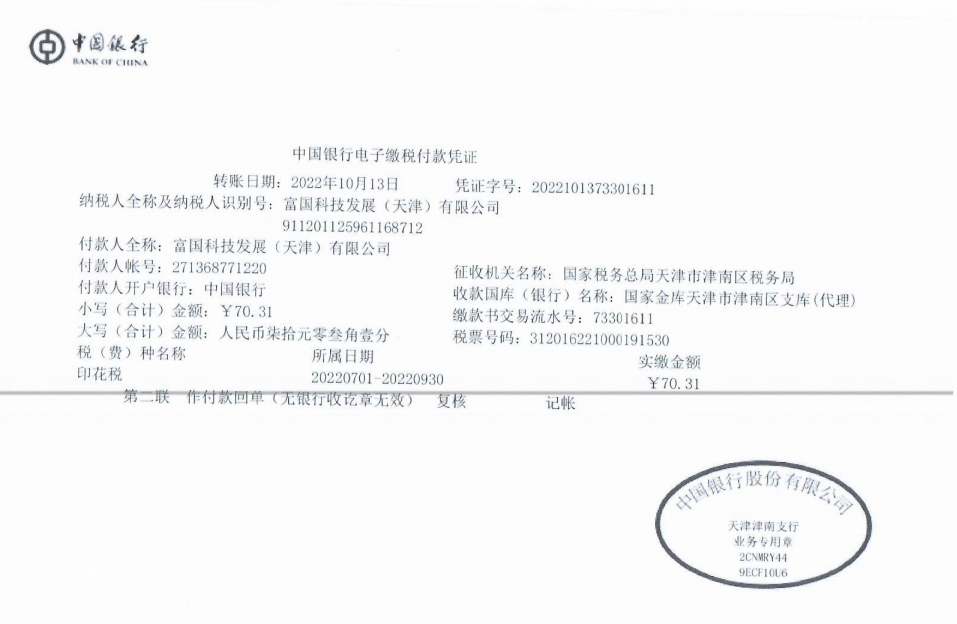 中国银行
BANK OF CHINA
中国银行电子缴税付款凭证
转账日期：2022年10月13日 凭证字号：2022101373301611
纳税人全称及纳税人识别号：富国科技发展（天津）有限公司
911201125961168712
付款人全称：富国科技发展（天津）有限公司
付款人帐号：271368771220 征收机关名称：国家税务总局天津市津南区税务局
付款人开户银行：中国银行 收款国库（银行）名称：国家金库天津市津南区支库(代理)
小写（合计）金额：￥70.31 缴款书交易流水号：73301611
大写（合计）金额：人民币柒拾元零叁角壹分 税票号码：312016221000191530
税（费）种名称 所属日期 实缴金额
印花税 20220701-20220930 ￥70.31
第二联 作付款回单（无银行收讫章无效） 复核 记帐
中国银行股份有限公司
天津津南支行
业务专用章
2CNMRY44
9ECF10U6